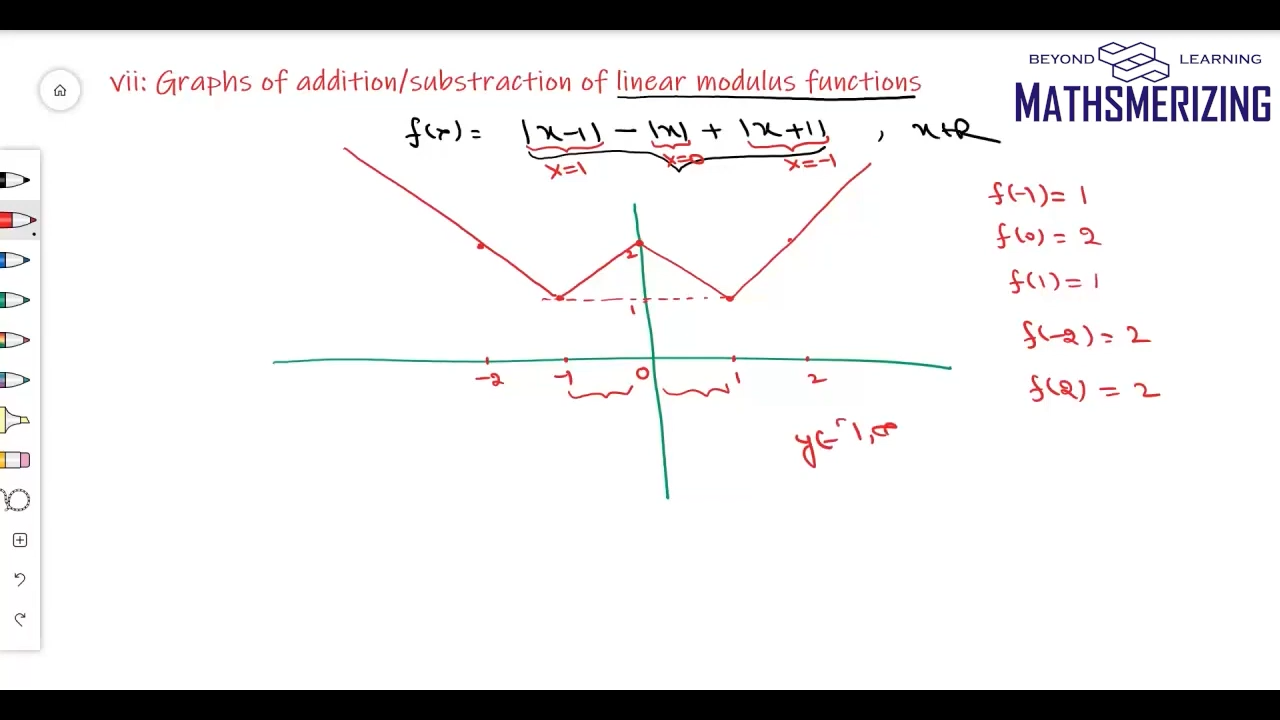 BEYOND LEARNING
MATHSMERIZING
vii: Graphs of addition/substraction of linear modulus functions
f(x) = |x-1| - |x| + |x+1| , x∈R
x=1 x=0 x=-1
f(-1) = 1
f(0) = 2
f(1) = 1
f(-2) = 2
f(2) = 2
2
1
-2 -1 0 1 2
y∈[1,∞